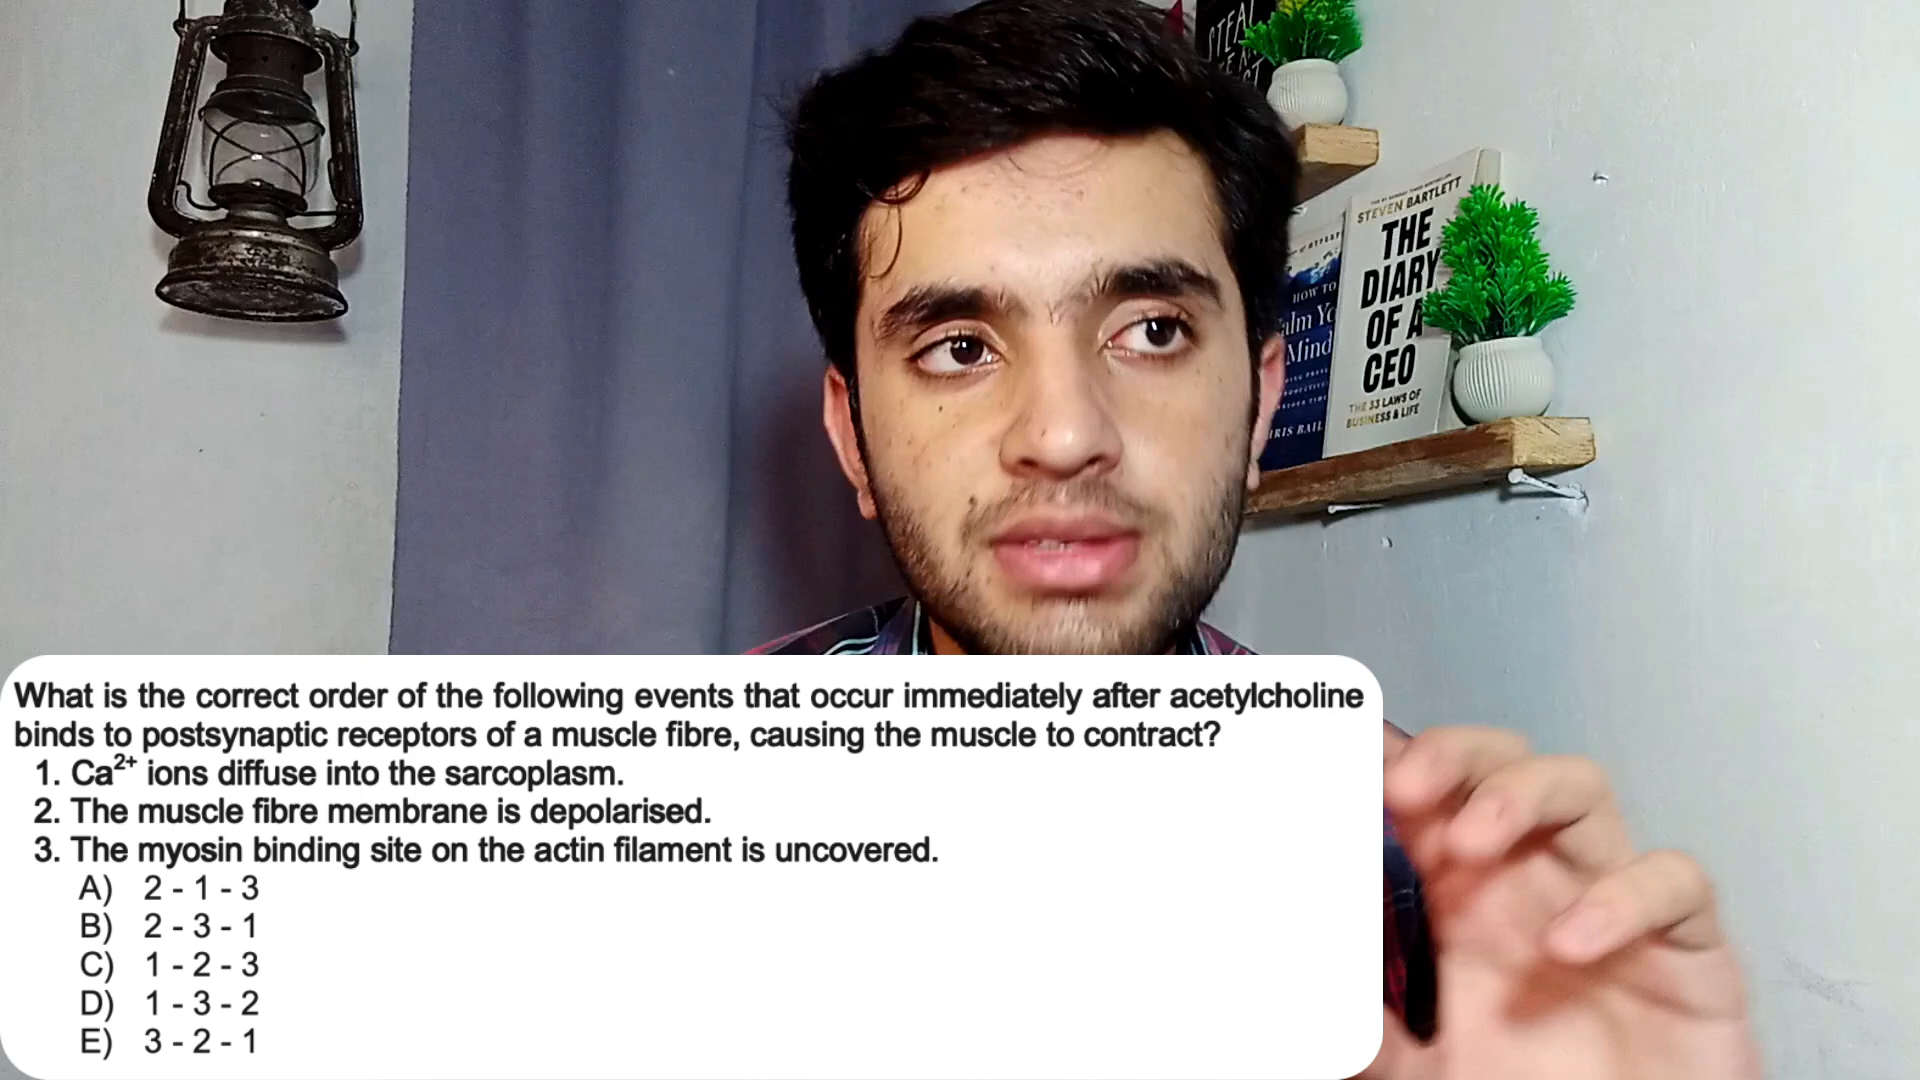 STEAL
STEVEN BARTLETT
THE
DIARY
OF A
CEO
THE 33 LAWS OF
BUSINESS & LIFE
HOW TO
Mind
What is the correct order of the following events that occur immediately after acetylcholine
binds to postsynaptic receptors of a muscle fibre, causing the muscle to contract?
1. Ca²⁺ ions diffuse into the sarcoplasm.
2. The muscle fibre membrane is depolarised.
3. The myosin binding site on the actin filament is uncovered.
A) 2 - 1 - 3
B) 2 - 3 - 1
C) 1 - 2 - 3
D) 1 - 3 - 2
E) 3 - 2 - 1